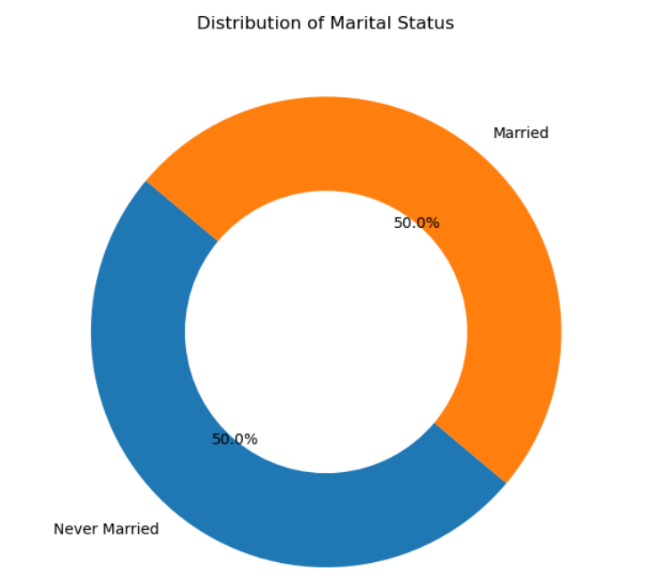 Distribution of Marital Status
Married
50.0%
50.0%
Never Married